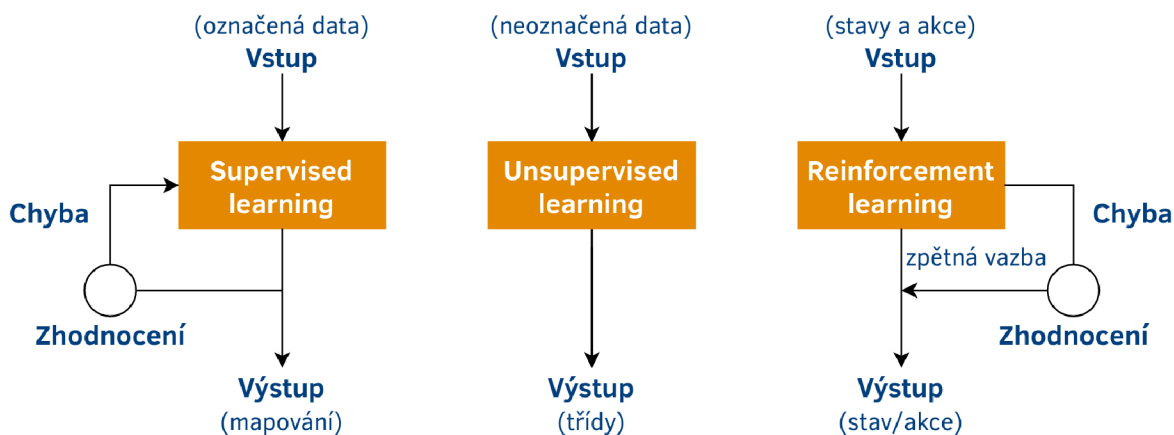 (označená data)
Vstup
Supervised
learning
Chyba
Zhodnocení
Výstup
(mapování)
(neoznačená data)
Vstup
Unsupervised
learning
Výstup
(třídy)
(stavy a akce)
Vstup
Reinforcement
learning
Chyba
zpětná vazba
Zhodnocení
Výstup
(stav/akce)